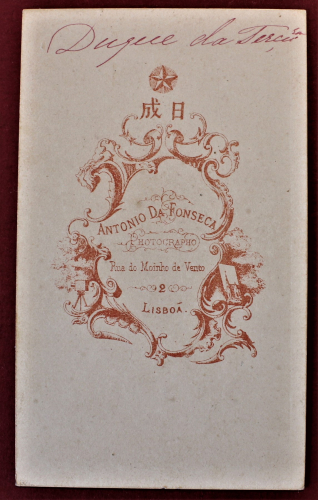 Duque da Terceira
成日
ANTONIO DA FONSECA
PHOTOGRAPHO
Rua do Moinho de Vento
2
LISBOA.